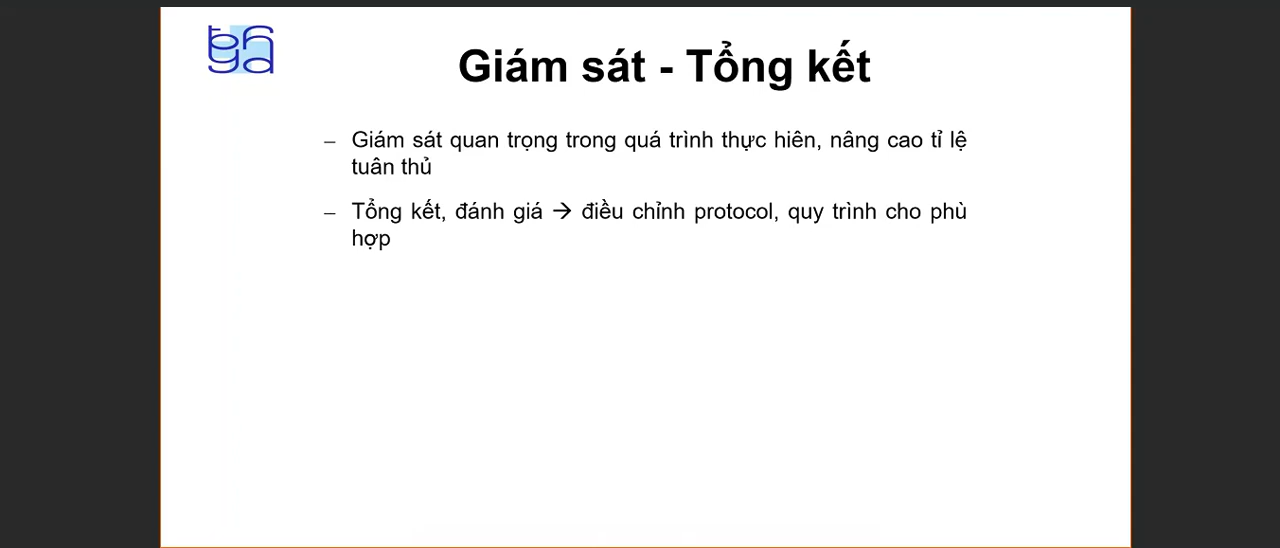 Giám sát - Tổng kết
– Giám sát quan trọng trong quá trình thực hiên, nâng cao tỉ lệ
tuân thủ
– Tổng kết, đánh giá → điều chỉnh protocol, quy trình cho phù
hợp